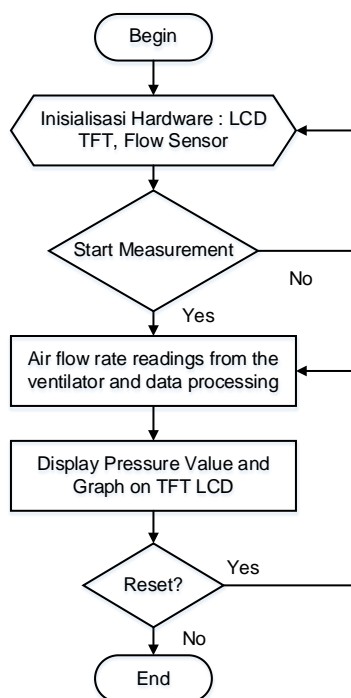 Begin
Inisialisasi Hardware : LCD
TFT, Flow Sensor
Start Measurement
No
Yes
Air flow rate readings from the
ventilator and data processing
Display Pressure Value and
Graph on TFT LCD
Reset?
Yes
No
End